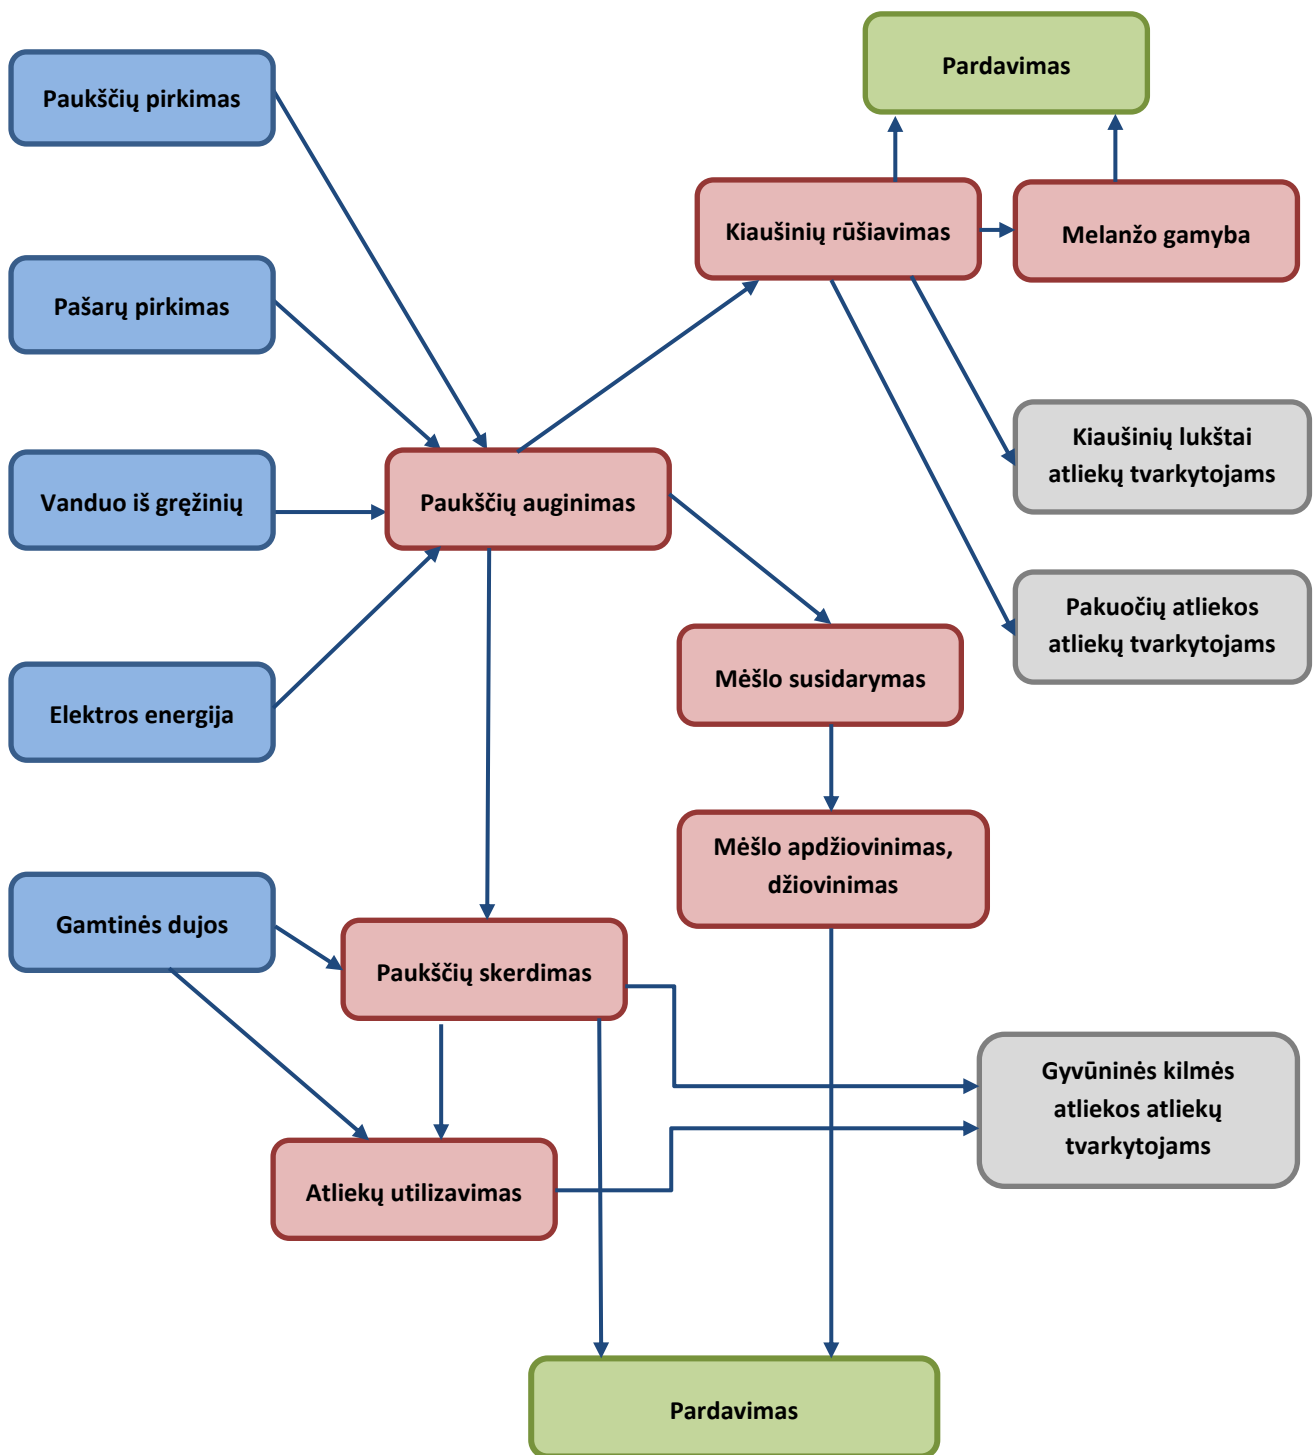 Pardavimas
Paukščių pirkimas
Kiaušinių rūšiavimas
Melanžo gamyba
Pašarų pirkimas
Kiaušinių lukštai
atliekų tvarkytojams
Vanduo iš gręžinių
Paukščių auginimas
Pakuočių atliekos
atliekų tvarkytojams
Mėšlo susidarymas
Elektros energija
Mėšlo apdžiovinimas,
džiovinimas
Gamtinės dujos
Paukščių skerdimas
Gyvūninės kilmės
atliekos atliekų
tvarkytojams
Atliekų utilizavimas
Pardavimas